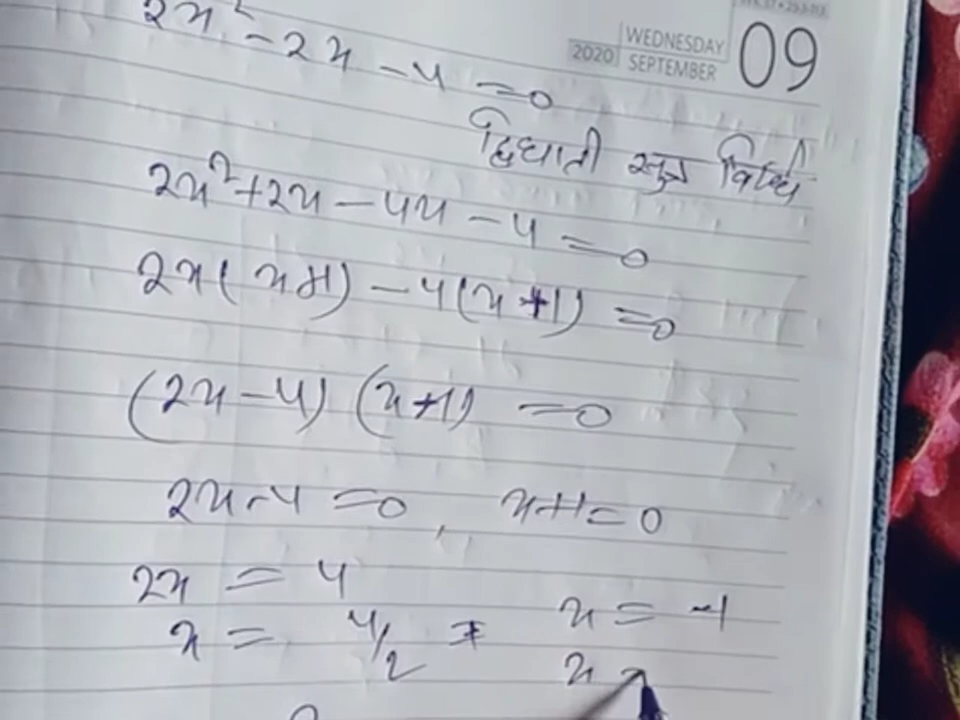 2x² - 2x - 4 = 0
WEDNESDAY 09
2020 SEPTEMBER
द्विघाती सूत्र विधि
2x² + 2x - 4x - 4 = 0
2x(x+1) - 4(x+1) = 0
(2x-4) (x+1) = 0
2x-4 = 0, x+1 = 0
2x = 4
x = -1
x = 4/2 =
x